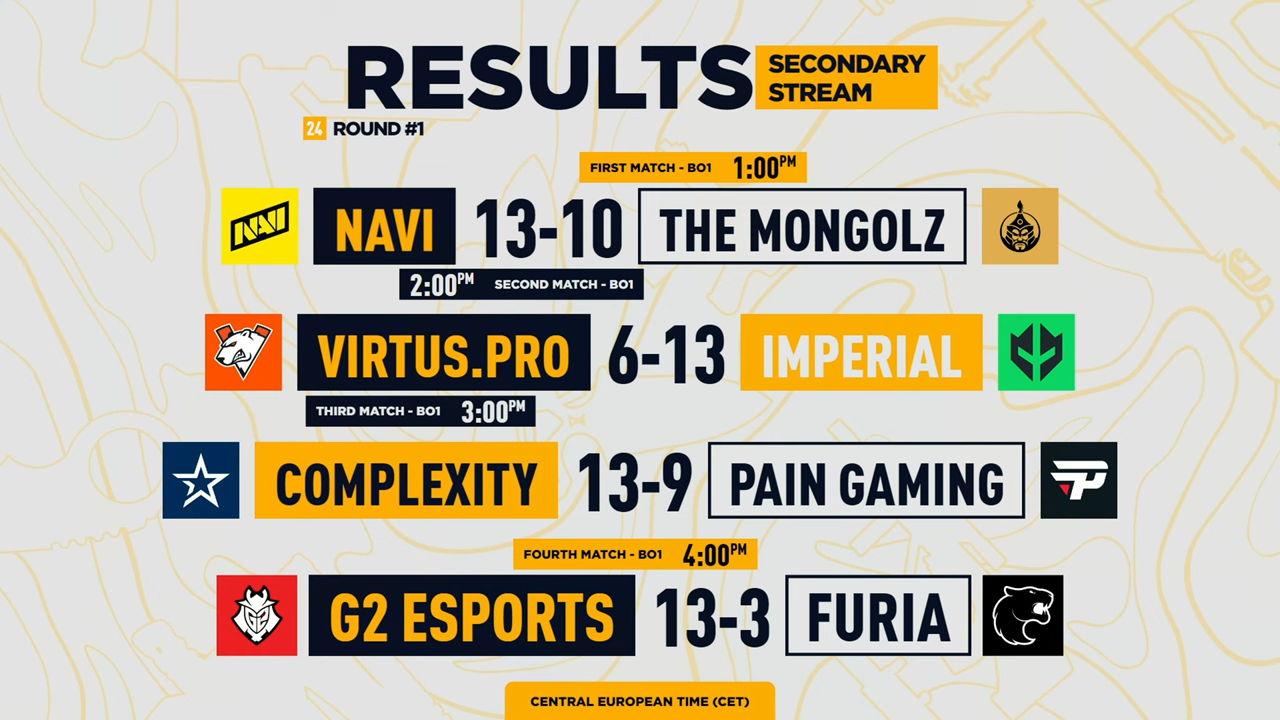 RESULTS
SECONDARY
STREAM
24 ROUND #1
FIRST MATCH - BO1 1:00PM
NAVI NAVI 13-10 THE MONGOLZ
2:00PM SECOND MATCH - BO1
VIRTUS.PRO 6-13 IMPERIAL
THIRD MATCH - BO1 3:00PM
COMPLEXITY 13-9 PAIN GAMING
FOURTH MATCH - BO1 4:00PM
G2 ESPORTS 13-3 FURIA
CENTRAL EUROPEAN TIME (CET)